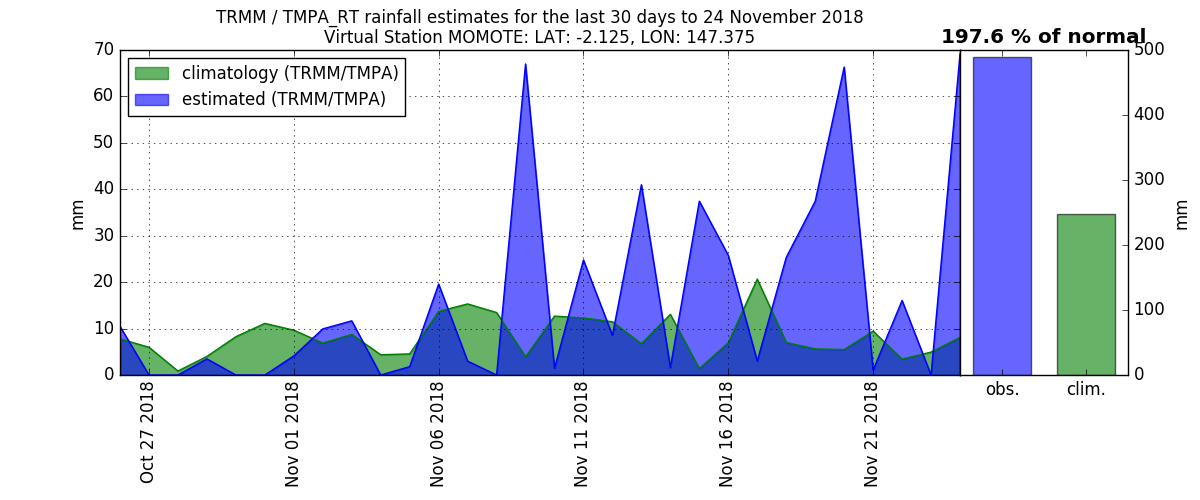 TRMM / TMPA_RT rainfall estimates for the last 30 days to 24 November 2018
Virtual Station MOMOTE: LAT: -2.125, LON: 147.375
197.6 % of normal
climatology (TRMM/TMPA)
estimated (TRMM/TMPA)
70
60
50
40
30
20
10
0
mm
Oct 27 2018
Nov 01 2018
Nov 06 2018
Nov 11 2018
Nov 16 2018
Nov 21 2018
obs.
clim.
500
400
300
200
100
0
mm